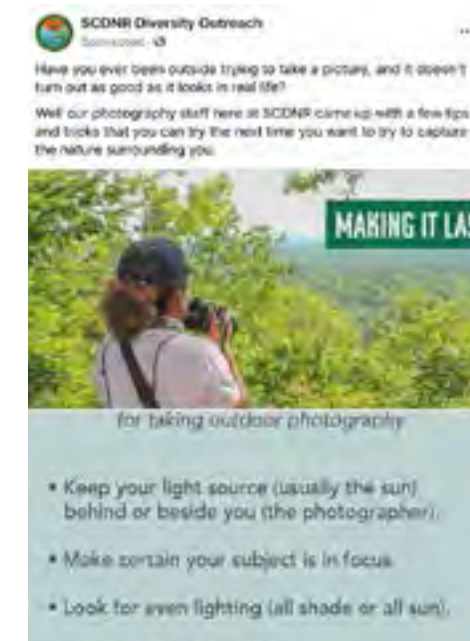 SCDNR Diversity Outreach
Sponsored ·
Have you ever been outside trying to take a picture, and it doesn't
turn out as good as it looks in real life?
Well our photography staff here at SCDNR came up with a few tips
and tricks that you can try the next time you want to try to capture
the nature surrounding you.
MAKING IT LAS
for taking outdoor photography
• Keep your light source (usually the sun)
behind or beside you (the photographer).
• Make certain your subject is in focus.
• Look for even lighting (all shade or all sun).